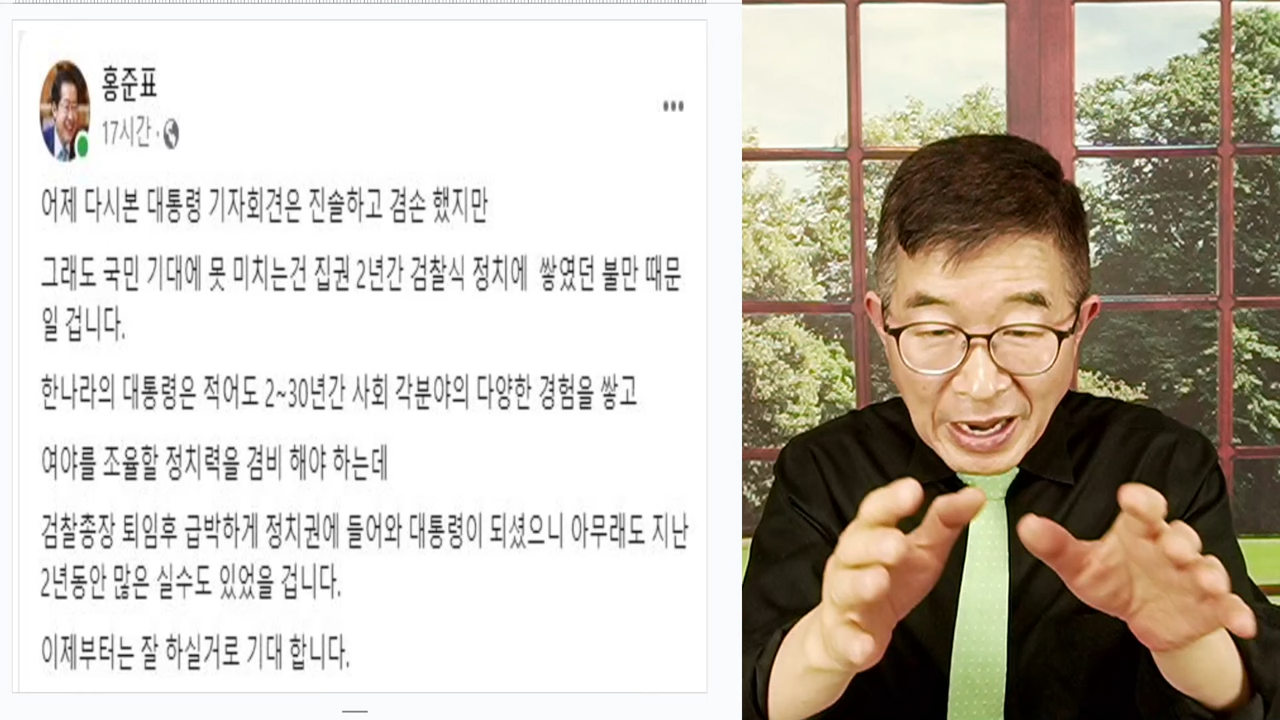 홍준표
17시간 ·
어제 다시본 대통령 기자회견은 진솔하고 겸손 했지만
그래도 국민 기대에 못 미치는건 집권 2년간 검찰식 정치에 쌓였던 불만 때문
일 겁니다.
한나라의 대통령은 적어도 2~30년간 사회 각분야의 다양한 경험을 쌓고
여야를 조율할 정치력을 겸비 해야 하는데
검찰총장 퇴임후 급박하게 정치권에 들어와 대통령이 되셨으니 아무래도 지난
2년동안 많은 실수도 있었을 겁니다.
이제부터는 잘 하실거로 기대 합니다.